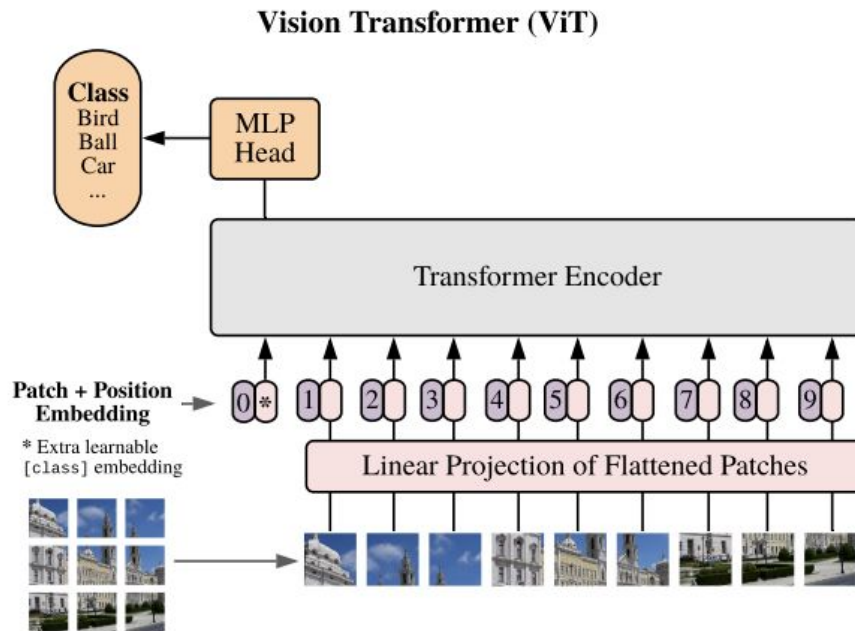 Vision Transformer (ViT)
Class
Bird
Ball
Car
...
MLP
Head
Transformer Encoder
Patch + Position
Embedding
0 * 1 2 3 4 5 6 7 8 9
* Extra learnable
[class] embedding
Linear Projection of Flattened Patches